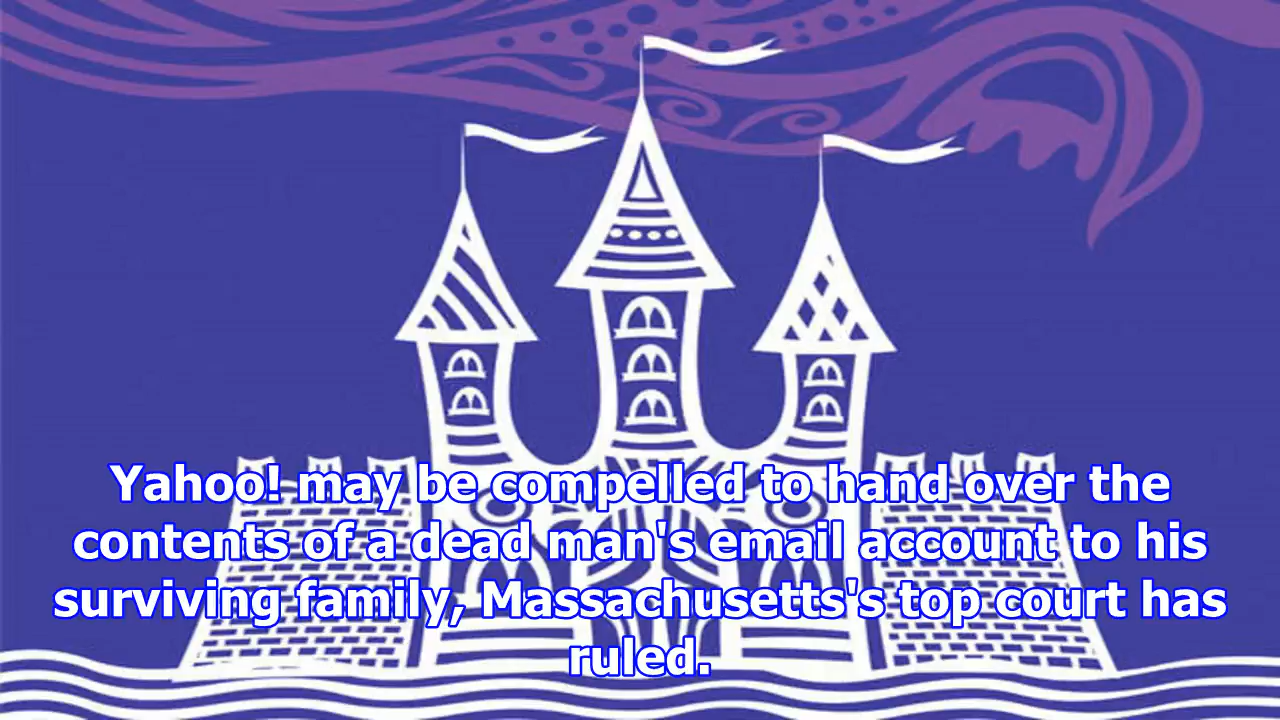 Yahoo! may be compelled to hand over the
contents of a dead man's email account to his
surviving family, Massachusetts's top court has
ruled.